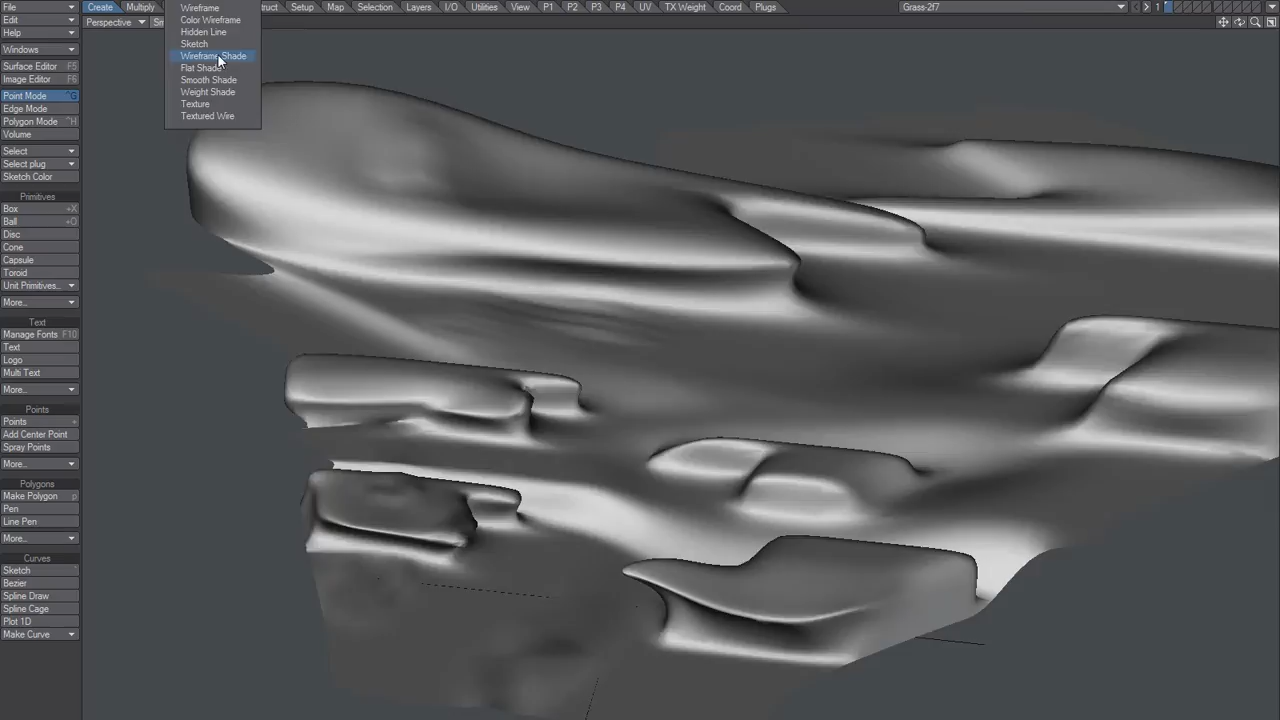 File
Create
Multiply
struct
Setup
Map
Selection
Layers
I/O
Utilities
View
P1
P2
P3
P4
UV
TX Weight
Coord
Plugs
Grass-2f7
1
Edit
Perspective
Sm
Help
Windows
Surface Editor F5
Image Editor F6
Point Mode ^G
Edge Mode
Polygon Mode ^H
Volume
Select
Select plug
Sketch Color
Primitives
Box +X
Ball +O
Disc
Cone
Capsule
Toroid
Unit Primitives...
More...
Text
Manage Fonts F10
Text
Logo
Multi Text
More...
Points
Points +
Add Center Point
Spray Points
More...
Polygons
Make Polygon p
Pen
Line Pen
More...
Curves
Sketch
Bezier
Spline Draw
Spline Cage
Plot 1D
Make Curve
Wireframe
Color Wireframe
Hidden Line
Sketch
Wireframe Shade
Flat Shade
Smooth Shade
Weight Shade
Texture
Textured Wire